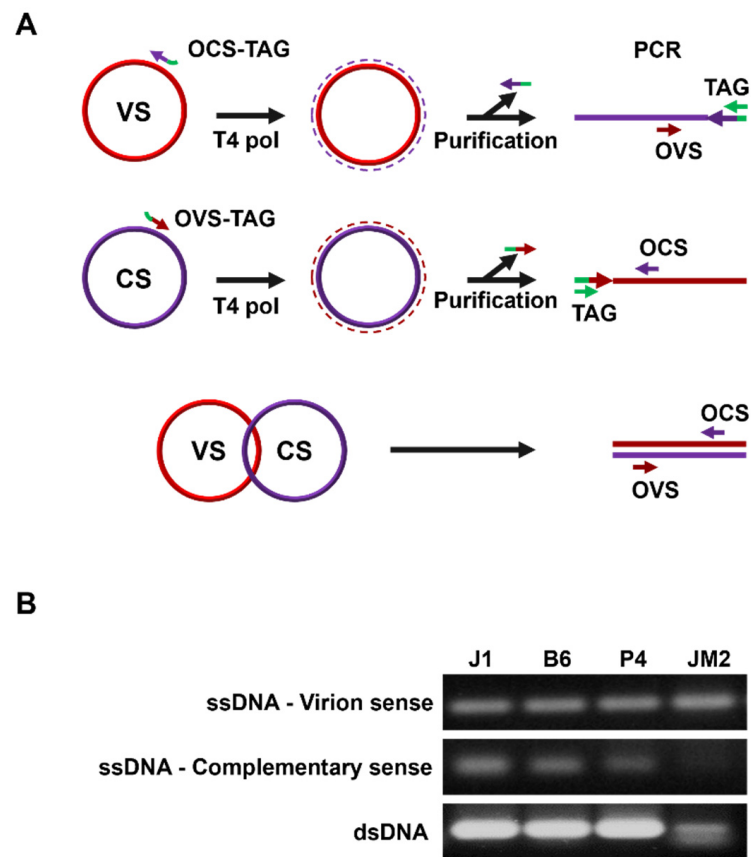 A
OCS-TAG
VS
T4 pol
Purification
PCR
TAG
OVS
OVS-TAG
CS
T4 pol
Purification
OCS
TAG
VS
CS
OCS
OVS
B
J1 B6 P4 JM2
ssDNA - Virion sense
ssDNA - Complementary sense
dsDNA